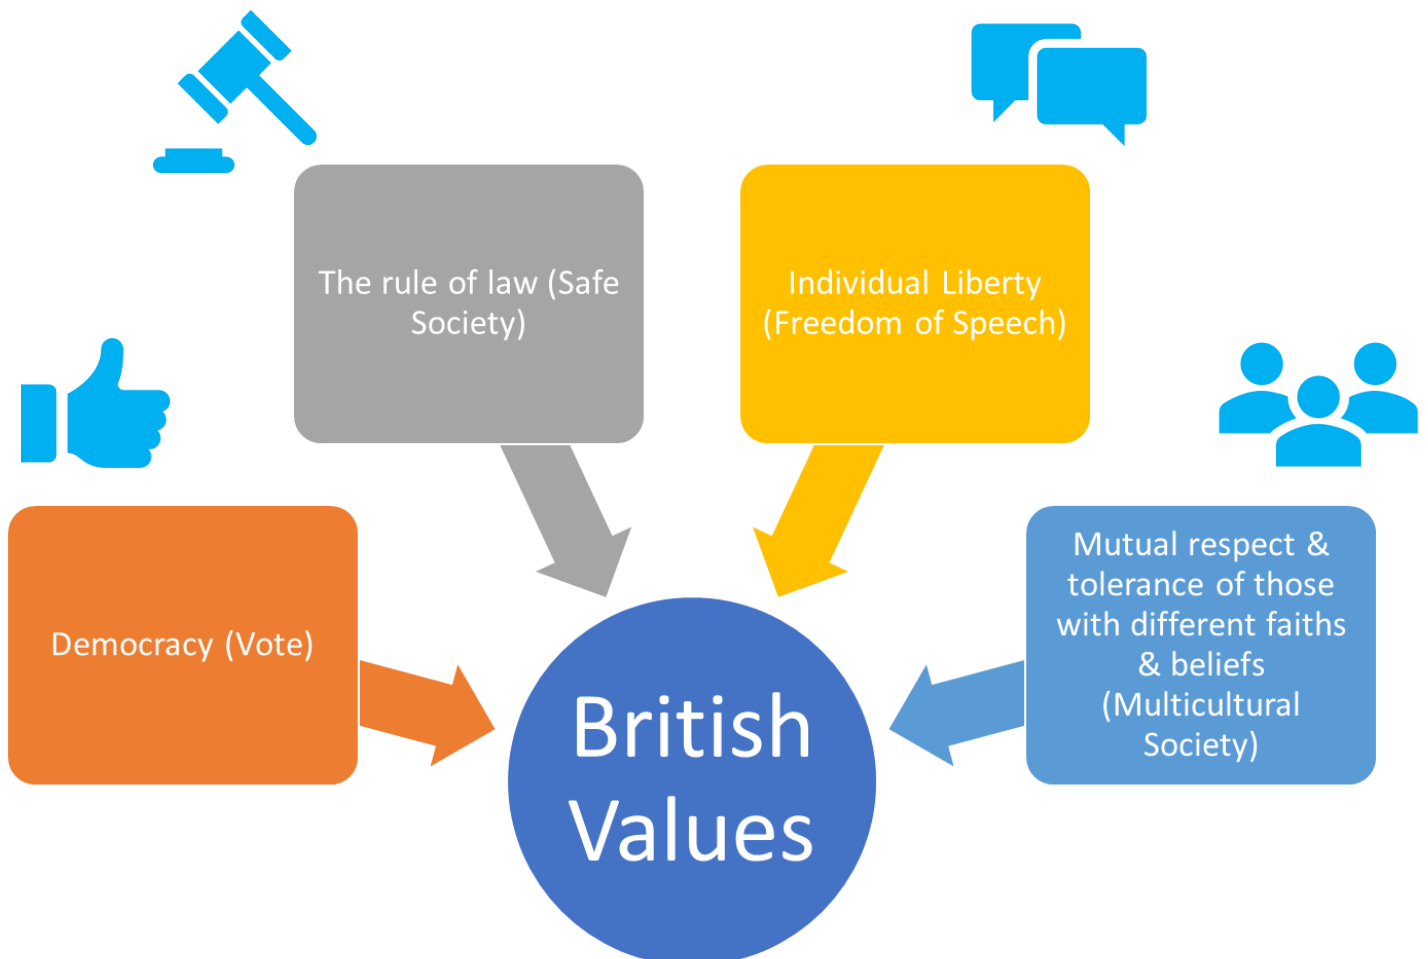 The rule of law (Safe
Society)
Individual Liberty
(Freedom of Speech)
Democracy (Vote)
Mutual respect &
tolerance of those
with different faiths
& beliefs
(Multicultural
Society)
British
Values